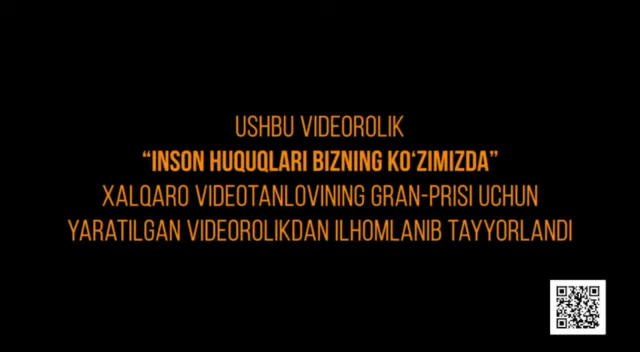 USHBU VIDEOROLIK
“INSON HUQUQLARI BIZNING KO‘ZIMIZDA”
XALQARO VIDEOTANLOVINING GRAN-PRISI UCHUN
YARATILGAN VIDEOROLIKDAN ILHOMLANIB TAYYORLANDI